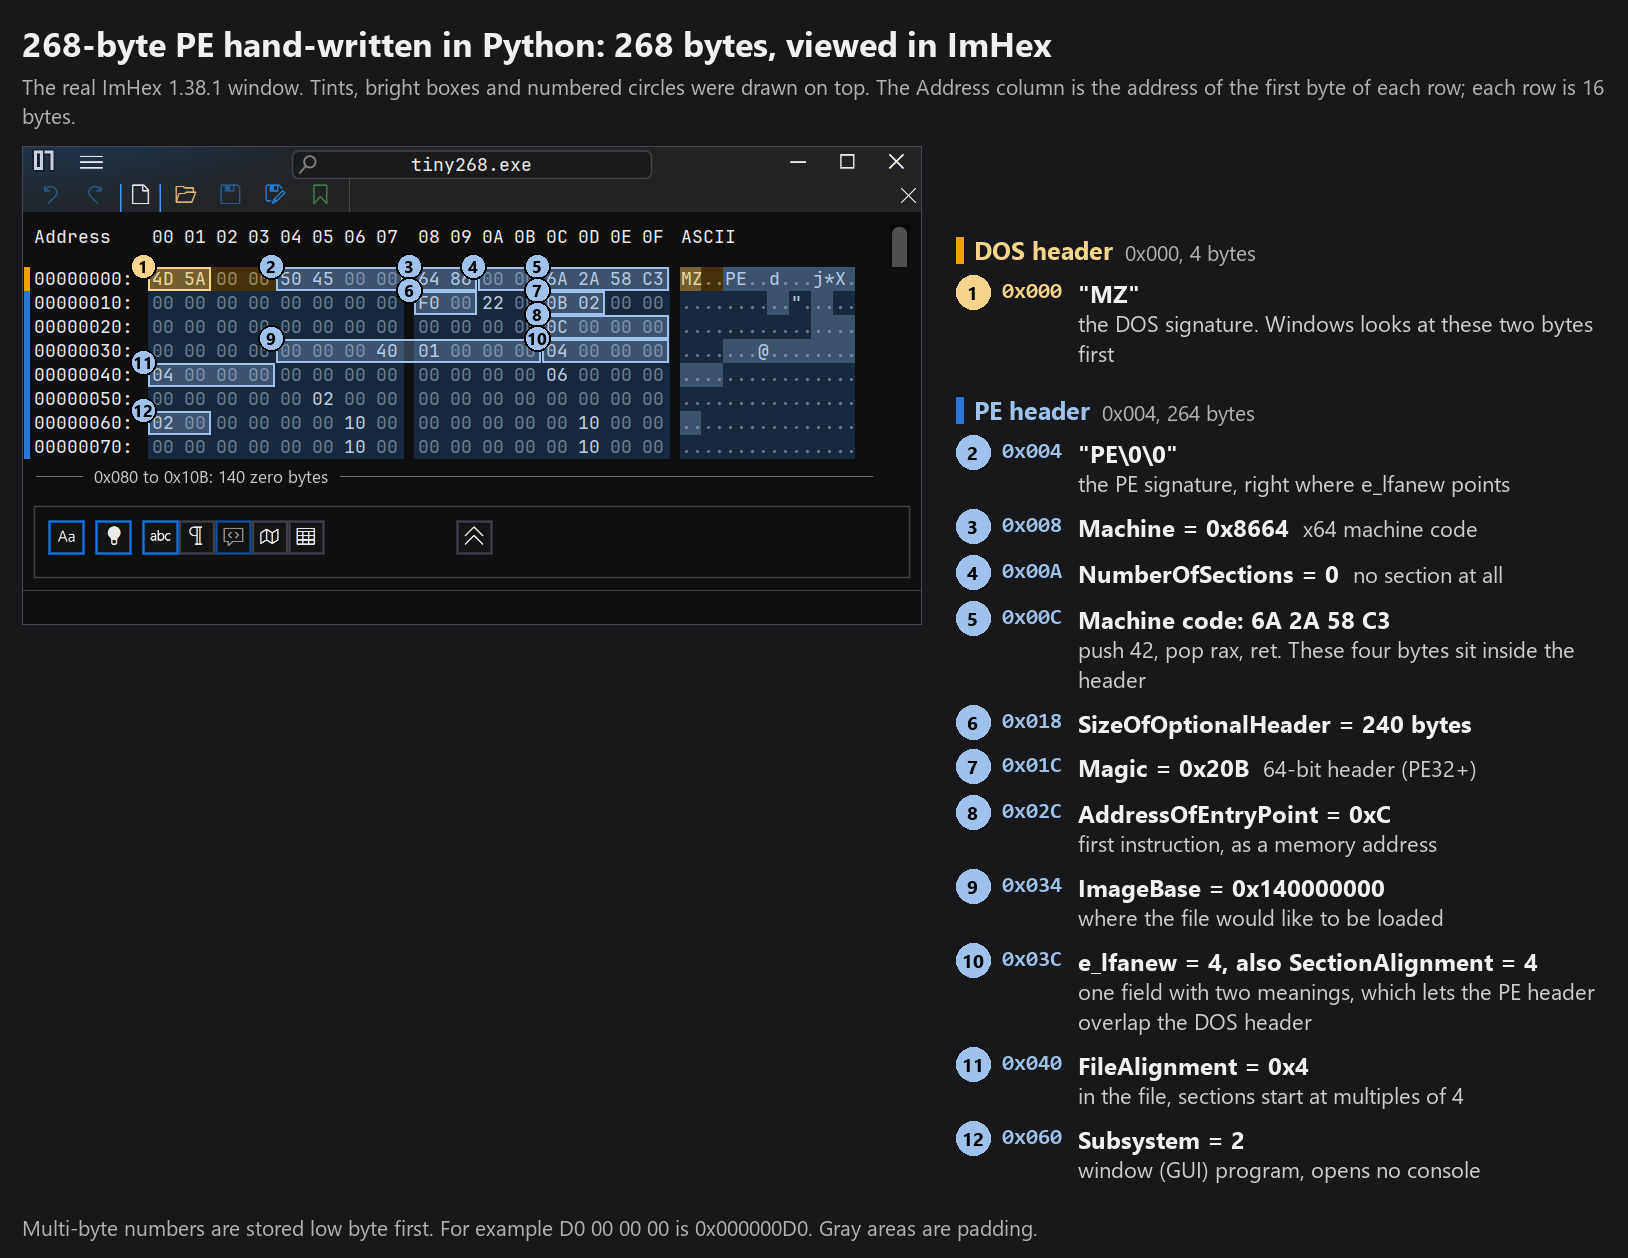 268-byte PE hand-written in Python: 268 bytes, viewed in ImHex
The real ImHex 1.38.1 window. Tints, bright boxes and numbered circles were drawn on top. The Address column is the address of the first byte of each row; each row is 16
bytes.
tiny268.exe
Address 00 01 02 03 04 05 06 07 08 09 0A 0B 0C 0D 0E 0F ASCII
1 2 3 4 5
00000000: 4D 5A 00 00 50 45 00 00 64 86 00 00 6A 2A 58 C3 MZ..PE..d...j*X.
6 7
00000010: 00 00 00 00 00 00 00 00 F0 00 22 00 0B 02 00 00 ..........".....
8
00000020: 00 00 00 00 00 00 00 00 00 00 00 00 0C 00 00 00 ................
9 10
00000030: 00 00 00 00 00 00 00 40 01 00 00 00 04 00 00 00 .......@........
11
00000040: 04 00 00 00 00 00 00 00 00 00 00 00 06 00 00 00 ................
00000050: 00 00 00 00 00 02 00 00 00 00 00 00 00 00 00 00 ................
12
00000060: 02 00 00 00 00 00 10 00 00 00 00 00 00 10 00 00 ................
00000070: 00 00 00 00 00 00 10 00 00 00 00 00 00 10 00 00 ................
0x080 to 0x10B: 140 zero bytes
Aa abc
DOS header 0x000, 4 bytes
1 0x000 "MZ"
the DOS signature. Windows looks at these two bytes
first
PE header 0x004, 264 bytes
2 0x004 "PE\0\0"
the PE signature, right where e_lfanew points
3 0x008 Machine = 0x8664 x64 machine code
4 0x00A NumberOfSections = 0 no section at all
5 0x00C Machine code: 6A 2A 58 C3
push 42, pop rax, ret. These four bytes sit inside the
header
6 0x018 SizeOfOptionalHeader = 240 bytes
7 0x01C Magic = 0x20B 64-bit header (PE32+)
8 0x02C AddressOfEntryPoint = 0xC
first instruction, as a memory address
9 0x034 ImageBase = 0x140000000
where the file would like to be loaded
10 0x03C e_lfanew = 4, also SectionAlignment = 4
one field with two meanings, which lets the PE header
overlap the DOS header
11 0x040 FileAlignment = 0x4
in the file, sections start at multiples of 4
12 0x060 Subsystem = 2
window (GUI) program, opens no console
Multi-byte numbers are stored low byte first. For example D0 00 00 00 is 0x000000D0. Gray areas are padding.